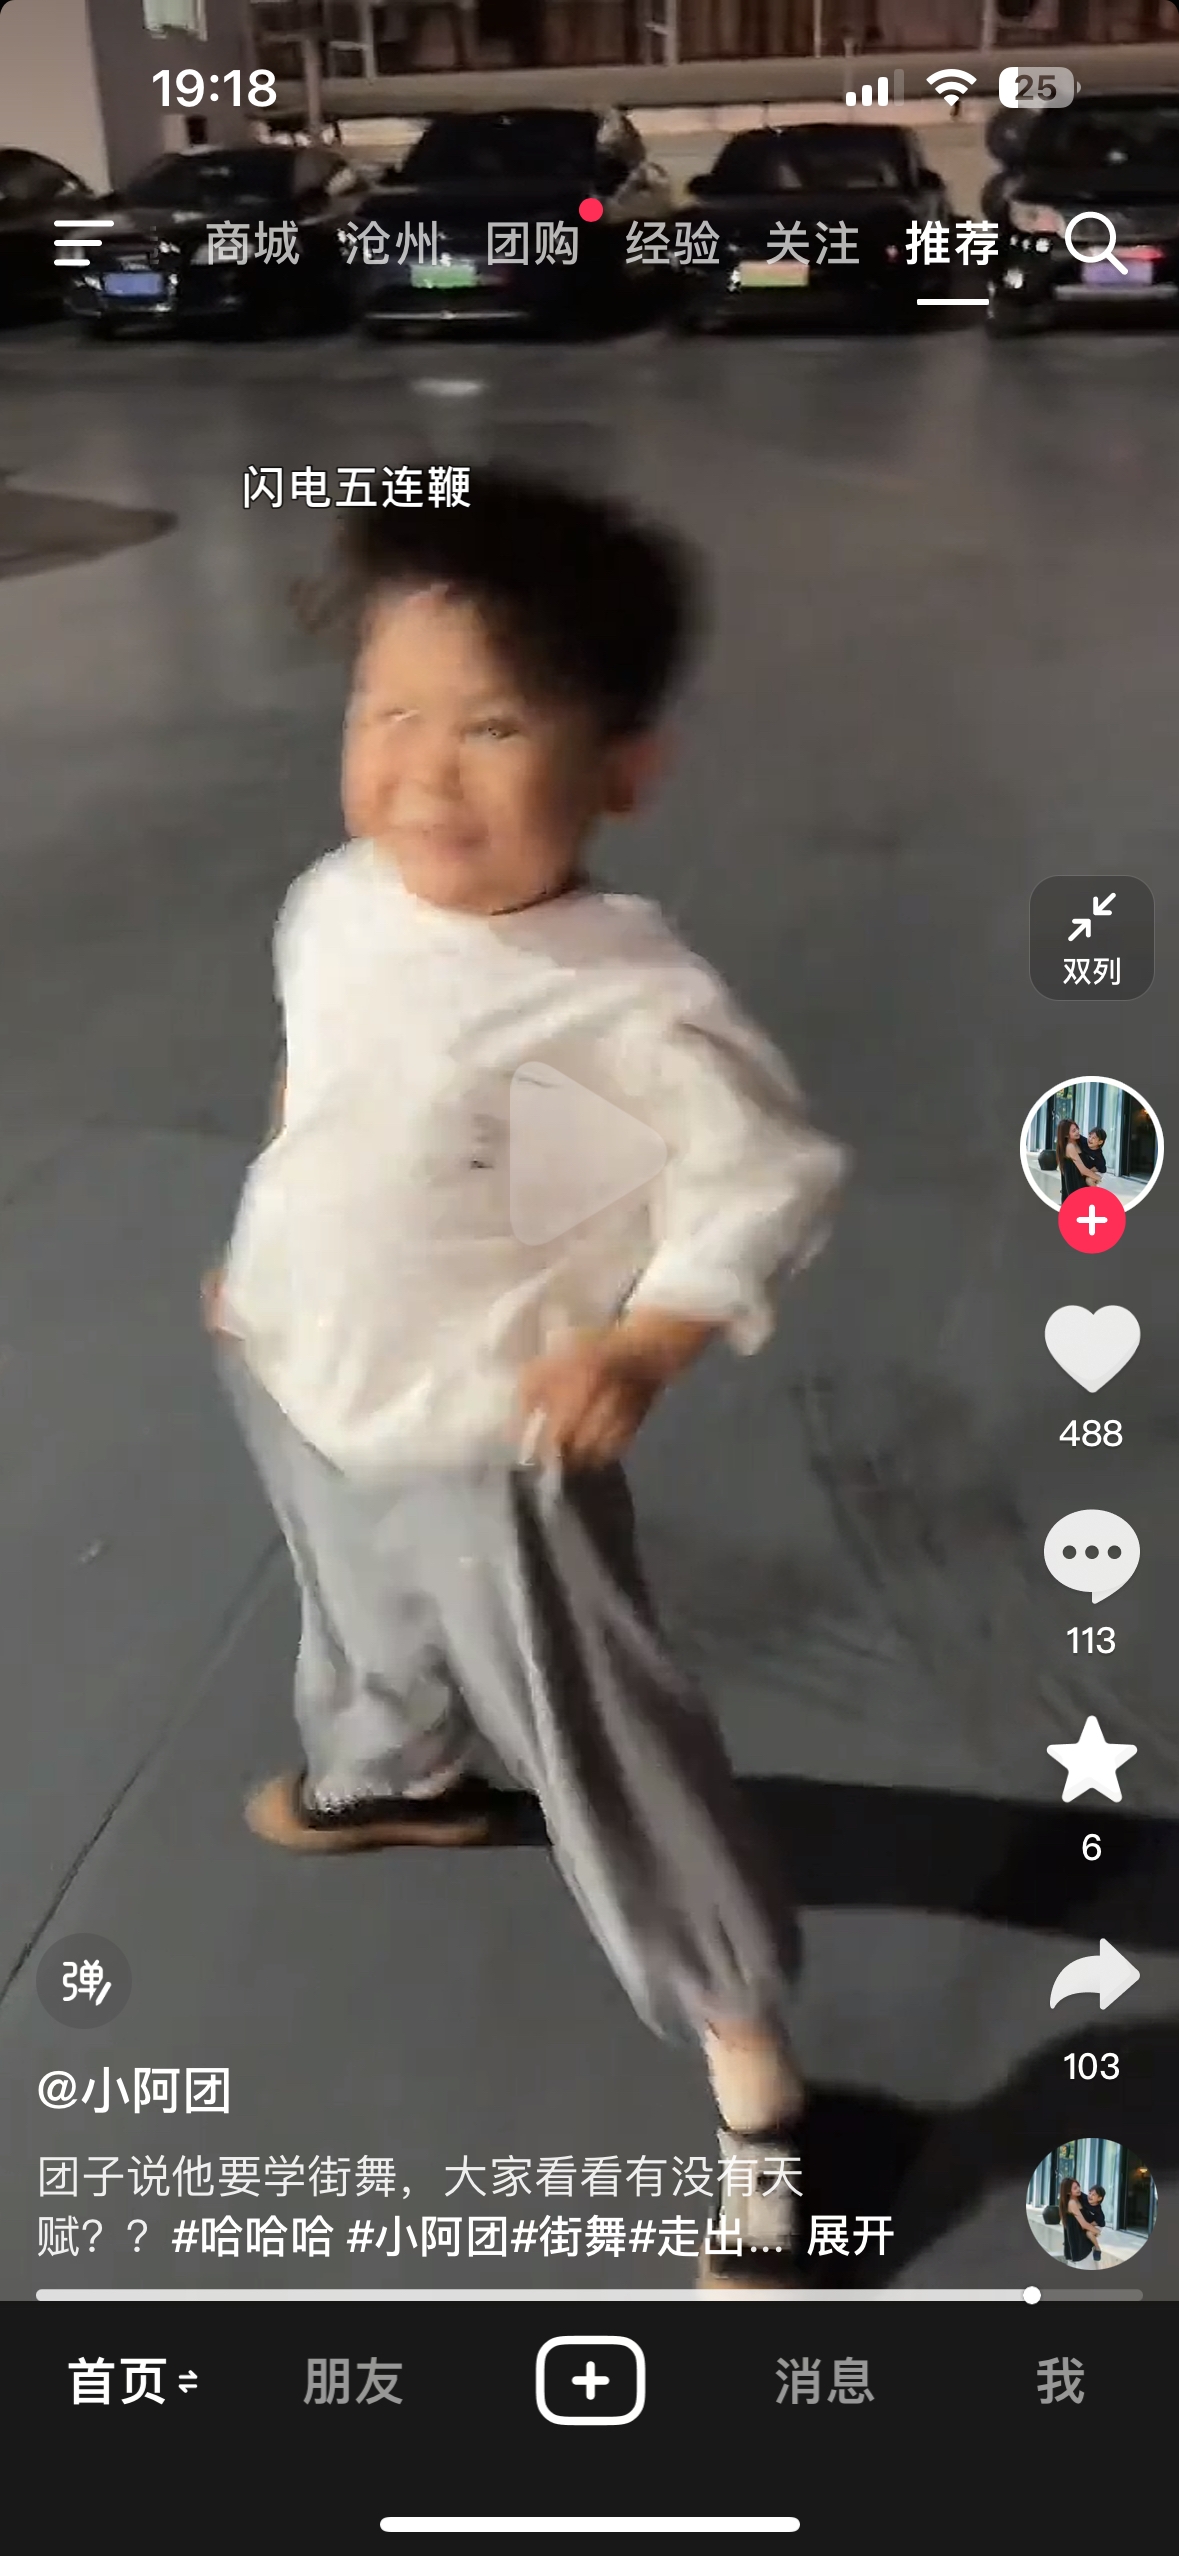 19:18
25
商城 沧州 团购 经验 关注 推荐
闪电五连鞭
双列
488
113
6
103
弹
@小阿团
团子说他要学街舞，大家看看有没有天
赋？？#哈哈哈 #小阿团#街舞#走出... 展开
首页 朋友 消息 我